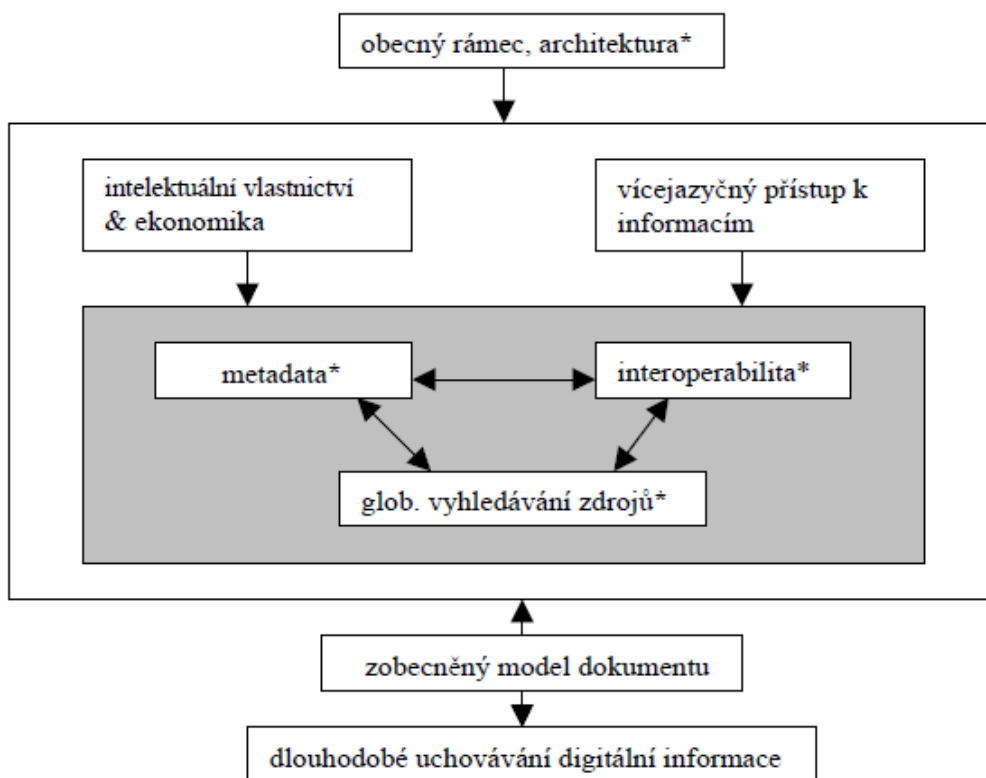 obecný rámec, architektura*
intelektuální vlastnictví
& ekonomika
vícejazyčný přístup k
informacím
metadata*
interoperabilita*
glob. vyhledávání zdrojů*
zobecněný model dokumentu
dlouhodobé uchovávání digitální informace